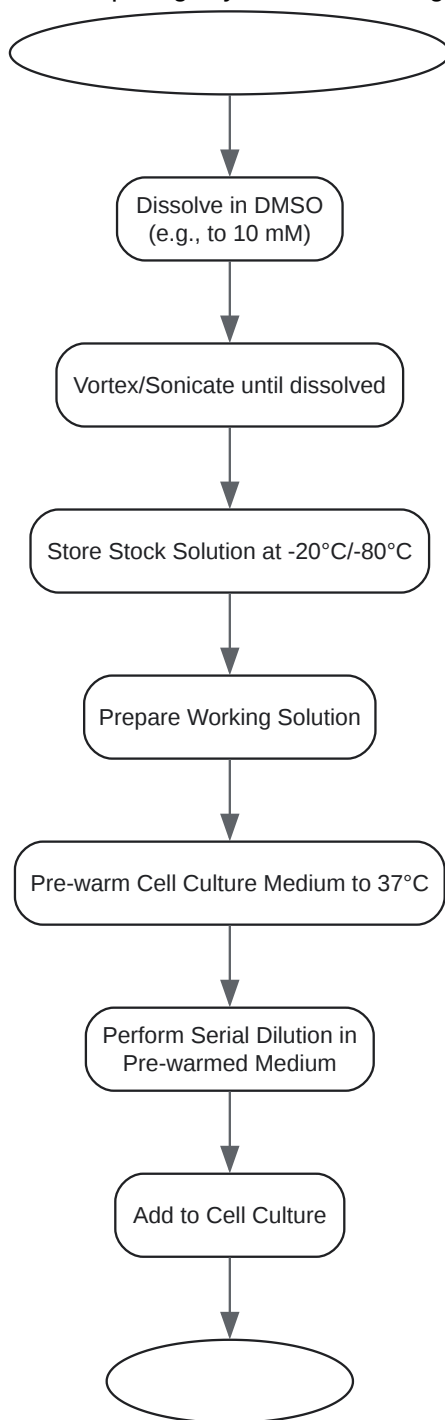 Dissolve in DMSO
(e.g., to 10 mM)
Vortex/Sonicate until dissolved
Store Stock Solution at -20°C/-80°C
Prepare Working Solution
Pre-warm Cell Culture Medium to 37°C
Perform Serial Dilution in
Pre-warmed Medium
Add to Cell Culture